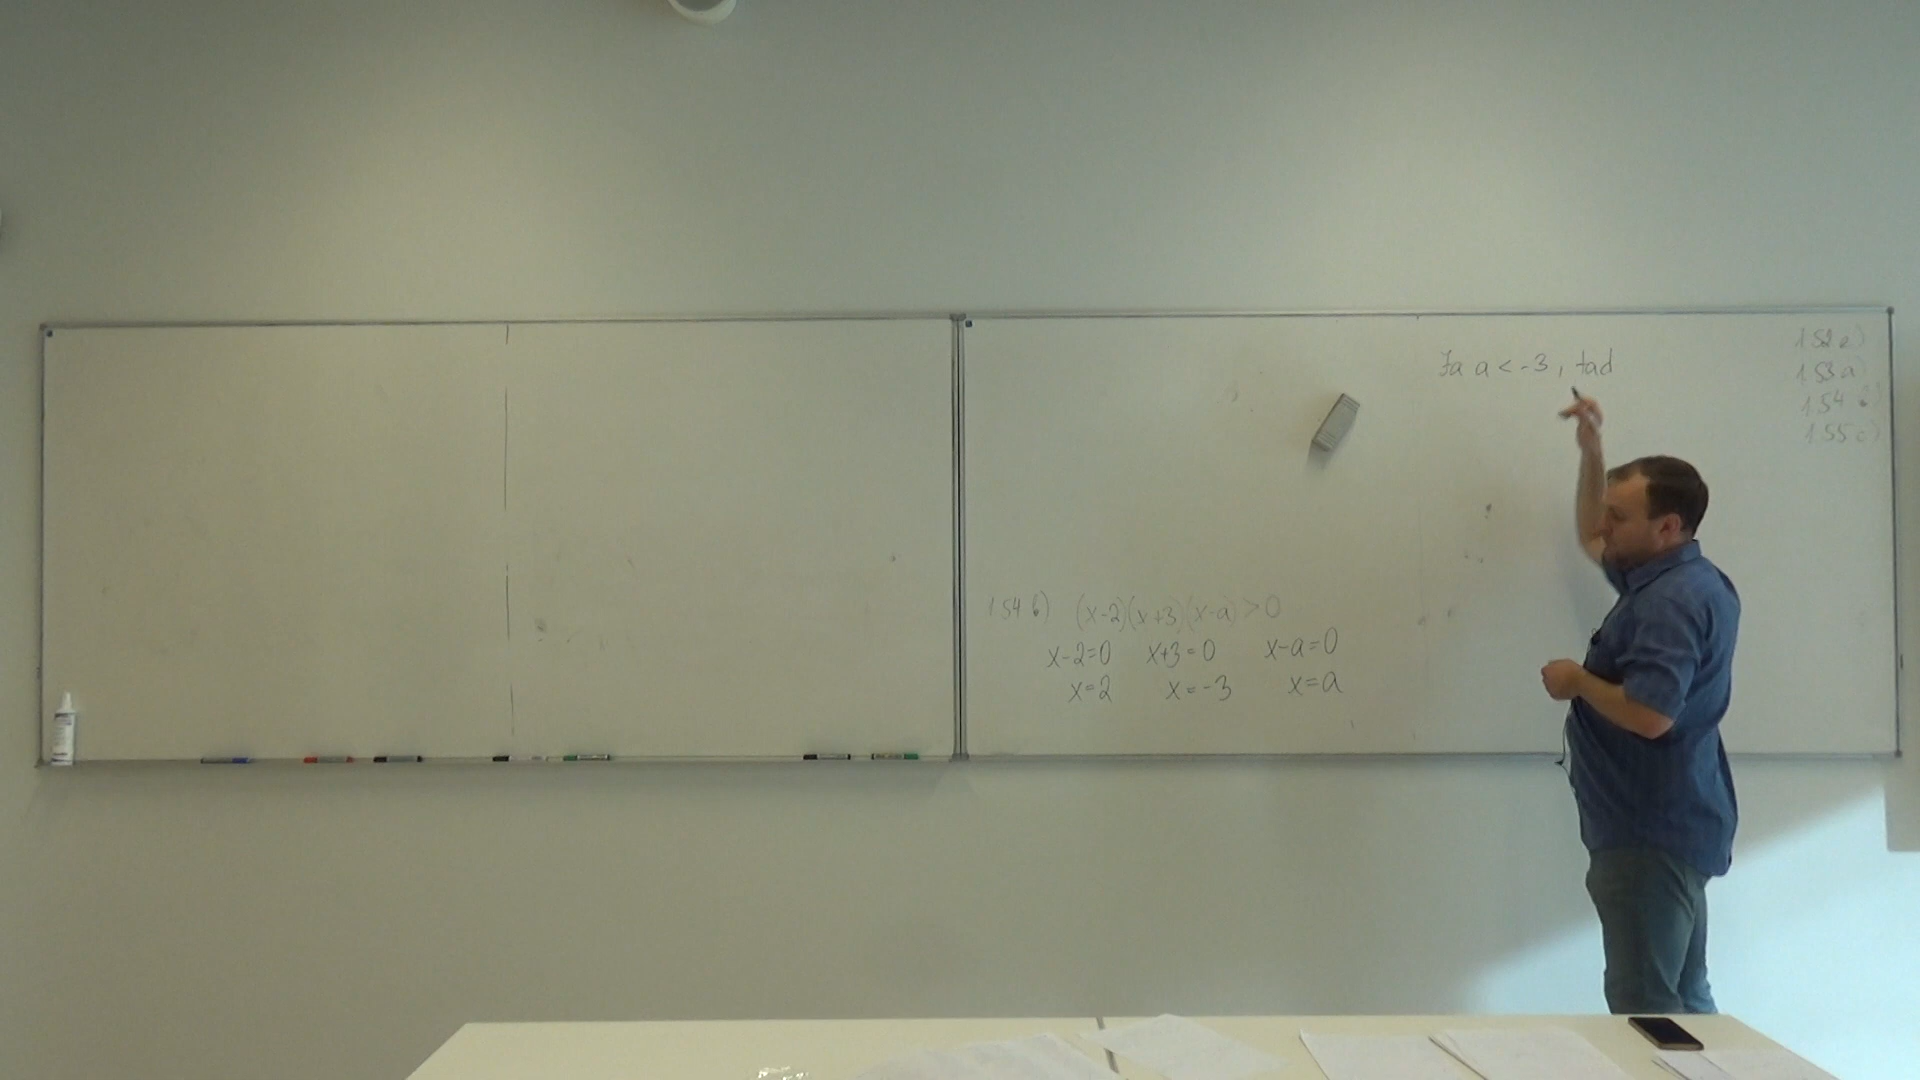 Ja a < -3, tad
1.52 e)
1.53 a)
1.54 b)
1.55 c)
1.54 b) (x-2)(x+3)(x-a) > 0
x-2=0 x+3=0 x-a=0
x=2 x=-3 x=a